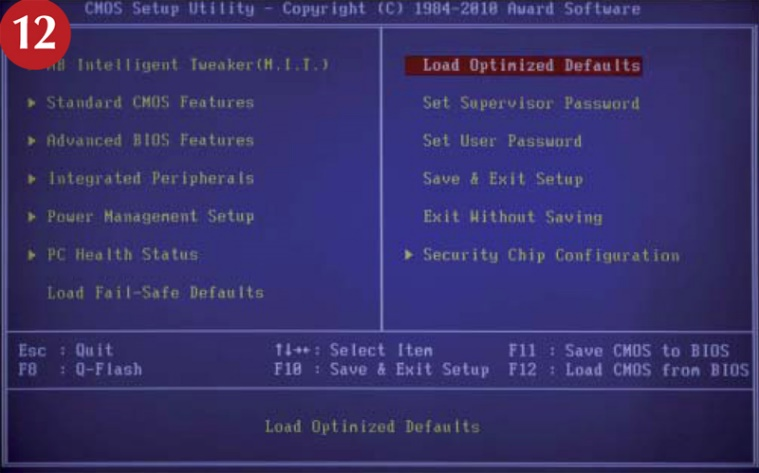 CMOS Setup Utility - Copyright (C) 1984-2010 Award Software
12
MB Intelligent Tweaker(M.I.T.)
▶ Standard CMOS Features
▶ Advanced BIOS Features
▶ Integrated Peripherals
▶ Power Management Setup
▶ PC Health Status
Load Fail-Safe Defaults
Load Optimized Defaults
Set Supervisor Password
Set User Password
Save & Exit Setup
Exit Without Saving
▶ Security Chip Configuration
Esc : Quit ↑↓→←: Select Item F11 : Save CMOS to BIOS
F8 : Q-Flash F10 : Save & Exit Setup F12 : Load CMOS from BIOS
Load Optimized Defaults